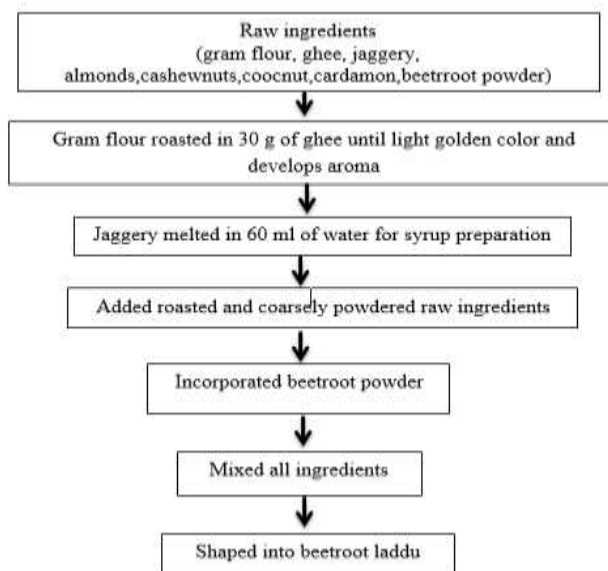 Raw ingredients
(gram flour, ghee, jaggery,
almonds,cashewnuts,coocnut,cardamon,beetrroot powder)
Gram flour roasted in 30 g of ghee until light golden color and
develops aroma
Jaggery melted in 60 ml of water for syrup preparation
Added roasted and coarsely powdered raw ingredients
Incorporated beetroot powder
Mixed all ingredients
Shaped into beetroot laddu